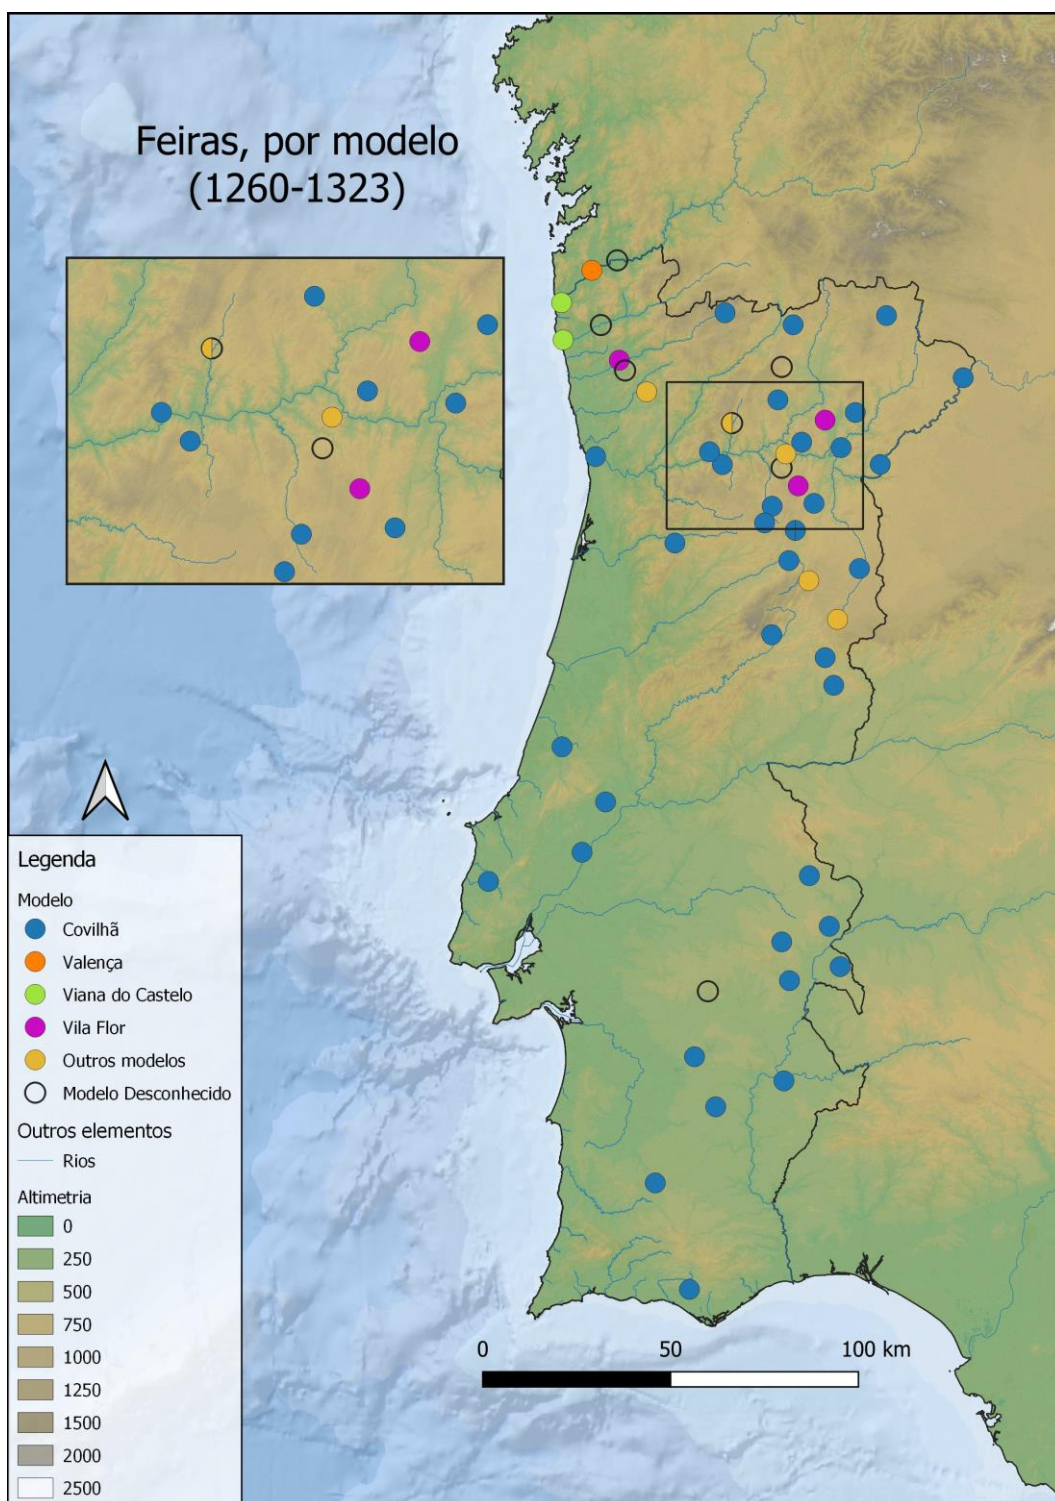 Feiras, por modelo
(1260-1323)
Legenda
Modelo
Covilhã
Valença
Viana do Castelo
Vila Flor
Outros modelos
Modelo Desconhecido
Outros elementos
Rios
Altimetria
0
250
500
750
1000
1250
1500
2000
2500
0 50 100 km